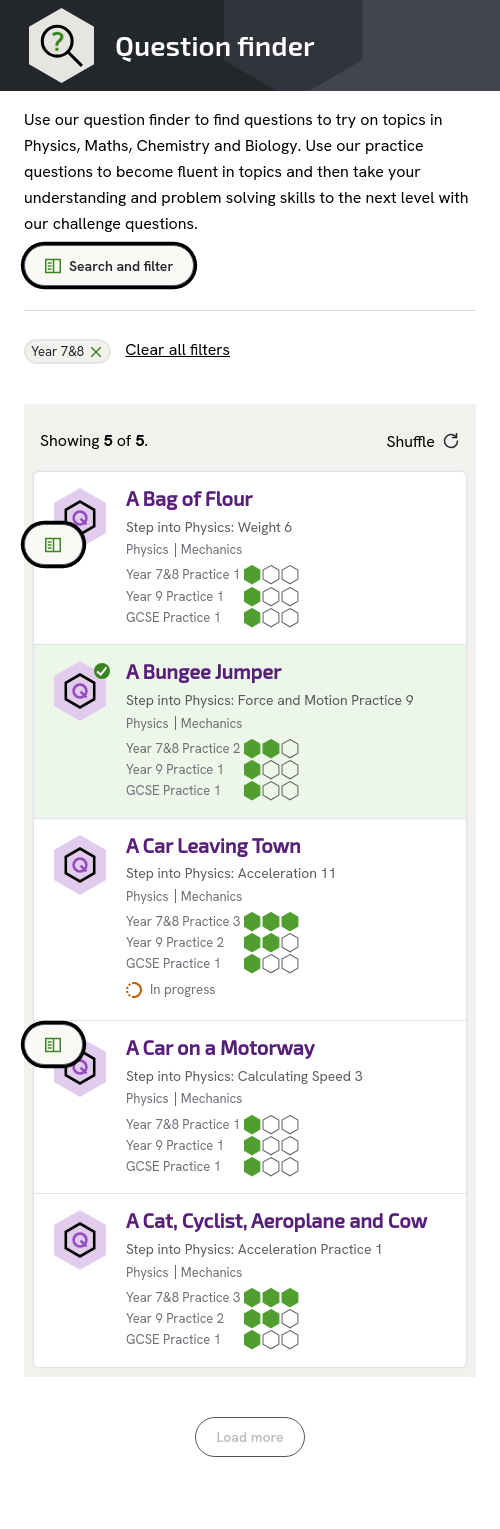 Question finder
Use our question finder to find questions to try on topics in
Physics, Maths, Chemistry and Biology. Use our practice
questions to become fluent in topics and then take your
understanding and problem solving skills to the next level with
our challenge questions.
Search and filter
Year 7&8
Clear all filters
Showing 5 of 5.
Shuffle
A Bag of Flour
Step into Physics: Weight 6
Physics | Mechanics
Year 7&8 Practice 1
Year 9 Practice 1
GCSE Practice 1
A Bungee Jumper
Step into Physics: Force and Motion Practice 9
Physics | Mechanics
Year 7&8 Practice 2
Year 9 Practice 1
GCSE Practice 1
A Car Leaving Town
Step into Physics: Acceleration 11
Physics | Mechanics
Year 7&8 Practice 3
Year 9 Practice 2
GCSE Practice 1
In progress
A Car on a Motorway
Step into Physics: Calculating Speed 3
Physics | Mechanics
Year 7&8 Practice 1
Year 9 Practice 1
GCSE Practice 1
A Cat, Cyclist, Aeroplane and Cow
Step into Physics: Acceleration Practice 1
Physics | Mechanics
Year 7&8 Practice 3
Year 9 Practice 2
GCSE Practice 1
Load more